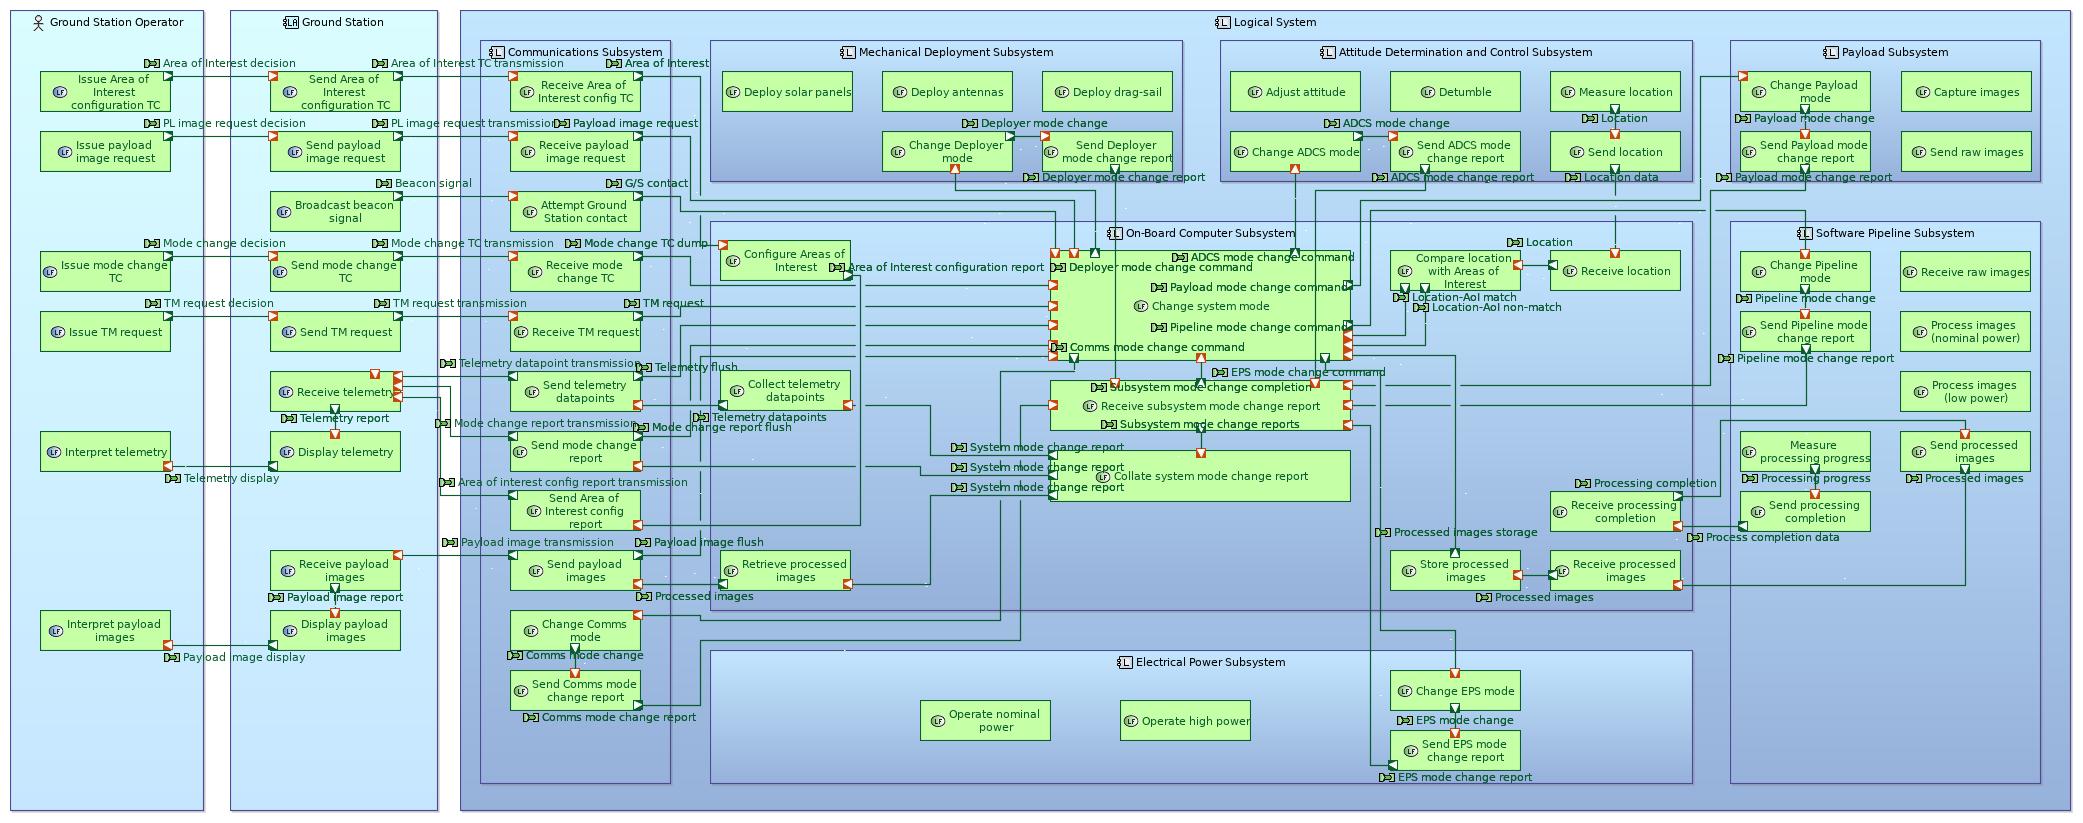 Ground Station Operator
Ground Station
Logical System
Communications Subsystem
Mechanical Deployment Subsystem
Attitude Determination and Control Subsystem
Payload Subsystem
Area of Interest decision
Area of Interest TC transmission
Area of Interest
Issue Area of
Interest
configuration TC
Send Area of
Interest
configuration TC
Receive Area of
Interest config TC
Deploy solar panels
Deploy antennas
Deploy drag-sail
Adjust attitude
Detumble
Measure location
Change Payload
mode
Capture images
PL image request decision
PL image request transmission
Payload image request
Deployer mode change
ADCS mode change
Location
Payload mode change
Issue payload
image request
Send payload
image request
Receive payload
image request
Change Deployer
mode
Send Deployer
mode change report
Change ADCS mode
Send ADCS mode
change report
Send location
Send Payload mode
change report
Send raw images
Beacon signal
G/S contact
Deployer mode change report
ADCS mode change report
Location data
Payload mode change report
Broadcast beacon
signal
Attempt Ground
Station contact
On-Board Computer Subsystem
Software Pipeline Subsystem
Mode change decision
Mode change TC transmission
Mode change TC dump
Issue mode change
TC
Send mode change
TC
Receive mode
change TC
Configure Areas of
Interest
Area of Interest configuration report
ADCS mode change command
Deployer mode change command
Payload mode change command
Change system mode
Pipeline mode change command
Comms mode change command
Location
Compare location
with Areas of
Interest
Receive location
Location-AoI match
Location-AoI non-match
Change Pipeline
mode
Receive raw images
Pipeline mode change
TM request decision
TM request transmission
TM request
Issue TM request
Send TM request
Receive TM request
Send Pipeline mode
change report
Process images
(nominal power)
Pipeline mode change report
Telemetry datapoint transmission
Telemetry flush
EPS mode change command
Receive telemetry
Send telemetry
datapoints
Collect telemetry
datapoints
Subsystem mode change completion
Receive subsystem mode change report
Subsystem mode change reports
Process images
(low power)
Telemetry report
Telemetry datapoints
Mode change report transmission
Mode change report flush
Interpret telemetry
Display telemetry
Send mode change
report
System mode change report
System mode change report
System mode change report
Collate system mode change report
Measure
processing progress
Send processed
images
Telemetry display
Area of interest config report transmission
Processing completion
Processing progress
Processed images
Send Area of
Interest config
report
Receive processing
completion
Send processing
completion
Processed images storage
Process completion data
Payload image transmission
Payload image flush
Receive payload
images
Send payload
images
Retrieve processed
images
Store processed
images
Receive processed
images
Payload image report
Processed images
Processed images
Interpret payload
images
Display payload
images
Change Comms
mode
Payload image display
Comms mode change
Electrical Power Subsystem
Send Comms mode
change report
Change EPS mode
Comms mode change report
Operate nominal
power
Operate high power
EPS mode change
Send EPS mode
change report
EPS mode change report